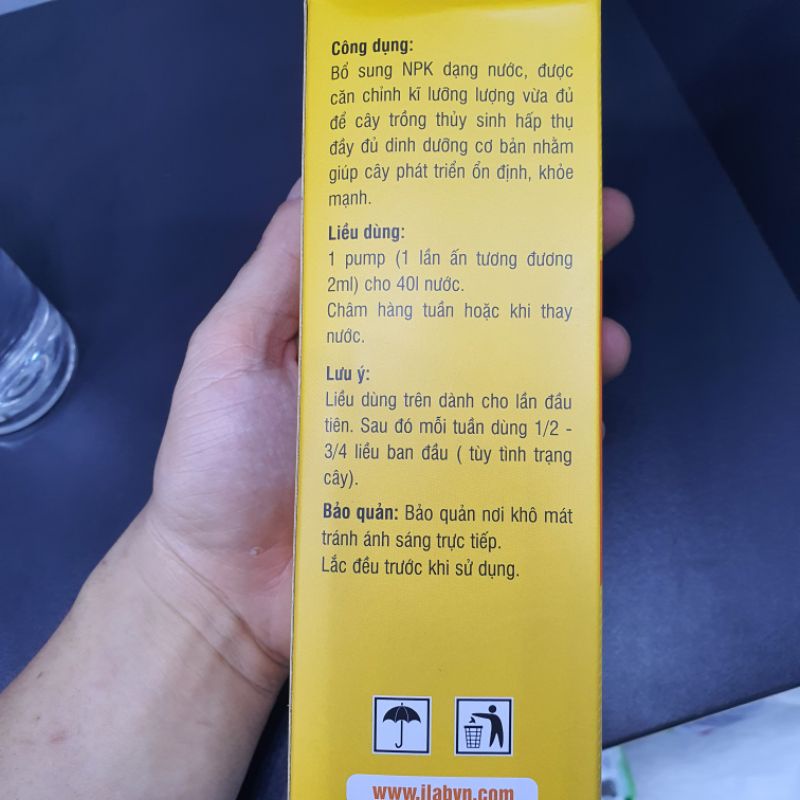 Công dụng:
Bổ sung NPK dạng nước, được
căn chỉnh kĩ lưỡng lượng vừa đủ
để cây trồng thủy sinh hấp thụ
đầy đủ dinh dưỡng cơ bản nhằm
giúp cây phát triển ổn định, khỏe
mạnh.
Liều dùng:
1 pump (1 lần ấn tương đương
2ml) cho 40l nước.
Châm hàng tuần hoặc khi thay
nước.
Lưu ý:
Liều dùng trên dành cho lần đầu
tiên. Sau đó mỗi tuần dùng 1/2 -
3/4 liều ban đầu ( tùy tình trạng
cây).
Bảo quản: Bảo quản nơi khô mát
tránh ánh sáng trực tiếp.
Lắc đều trước khi sử dụng.
www.jlabvn.com